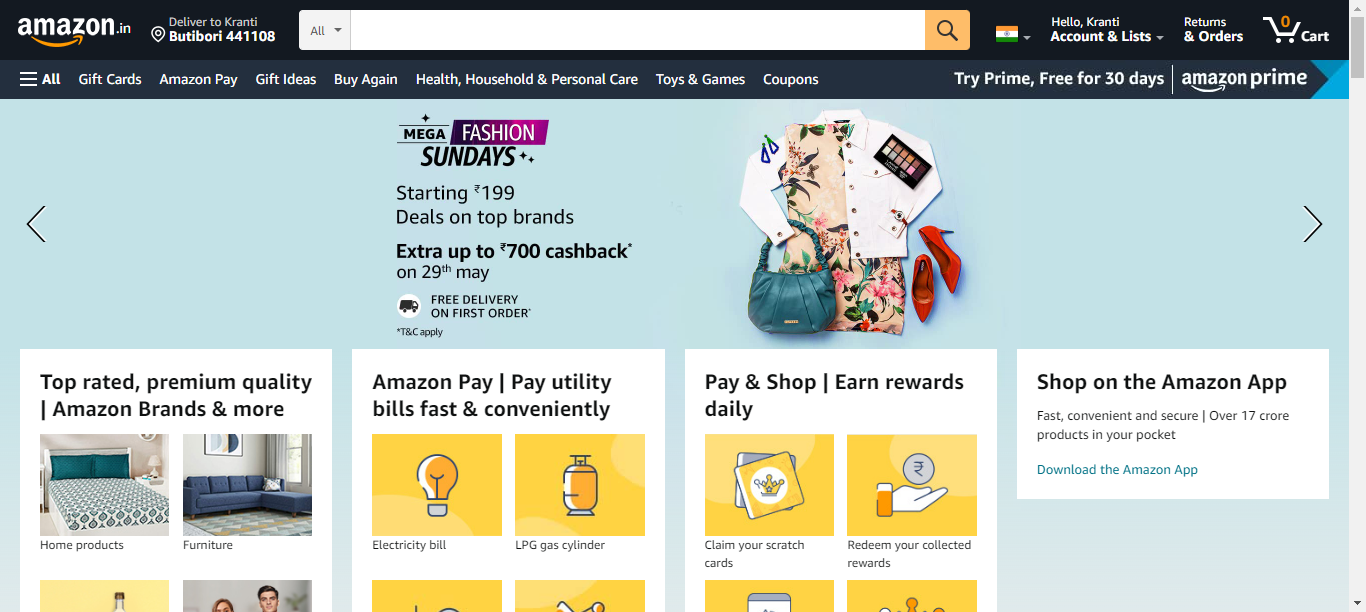 amazon.in
Deliver to Kranti
Butibori 441108
All
Hello, Kranti
Account & Lists
Returns
& Orders
0
Cart
All
Gift Cards
Amazon Pay
Gift Ideas
Buy Again
Health, Household & Personal Care
Toys & Games
Coupons
Try Prime, Free for 30 days
amazon prime
MEGA FASHION
SUNDAYS
Starting ₹199
Deals on top brands
Extra up to ₹700 cashback*
on 29th may
FREE DELIVERY
ON FIRST ORDER*
*T&C apply
Top rated, premium quality
| Amazon Brands & more
Home products
Furniture
Amazon Pay | Pay utility
bills fast & conveniently
Electricity bill
LPG gas cylinder
Pay & Shop | Earn rewards
daily
Claim your scratch
cards
Redeem your collected
rewards
Shop on the Amazon App
Fast, convenient and secure | Over 17 crore
products in your pocket
Download the Amazon App